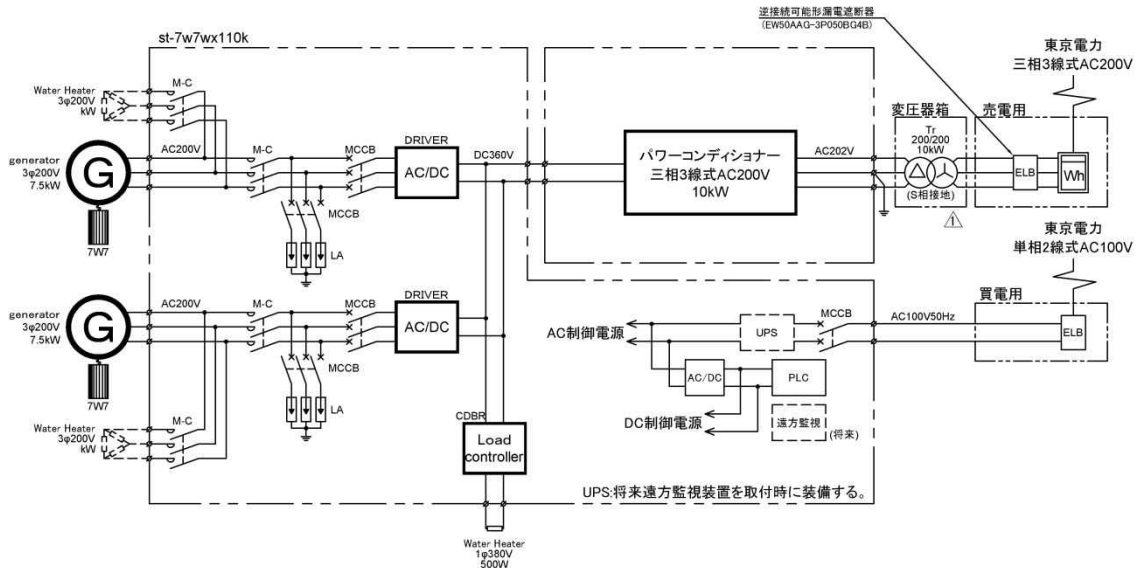 逆接続可能形漏電遮断器
(EW50AAG-3P050BG4B)
st-7w7wx110k
東京電力
三相3線式AC200V
Water Heater
3φ200V
kW
M-C
変圧器箱
売電用
generator
3φ200V
7.5kW
G
7W7
AC200V
M-C
MCCB
DRIVER
AC/DC
DC360V
MCCB
LA
パワーコンディショナー
三相3線式AC200V
10kW
AC202V
Tr
200/200
10kW
(S相接地)
1
ELB
Wh
東京電力
単相2線式AC100V
generator
3φ200V
7.5kW
G
7W7
AC200V
M-C
MCCB
DRIVER
AC/DC
MCCB
LA
Water Heater
3φ200V
kW
M-C
CDBR
Load
controller
Water Heater
1φ380V
500W
AC制御電源
UPS
MCCB
AC100V50Hz
買電用
ELB
AC/DC
PLC
DC制御電源
遠方監視
(将来)
UPS:将来遠方監視装置を取付時に装備する。